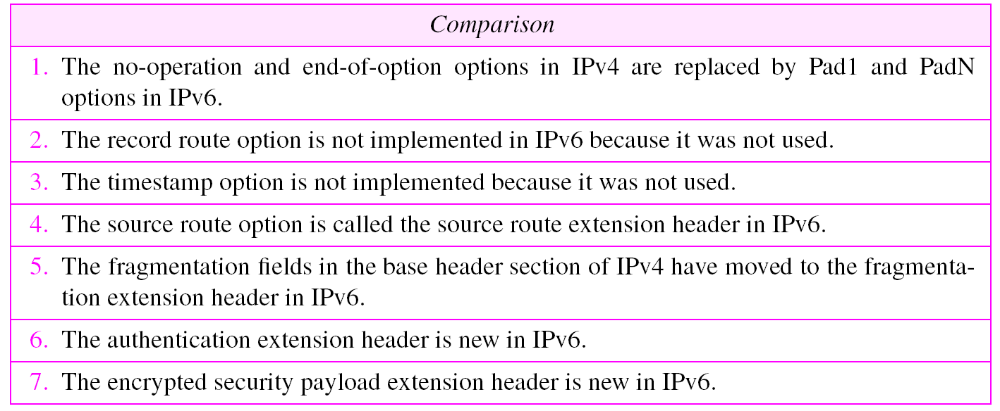 Comparison
1. The no-operation and end-of-option options in IPv4 are replaced by Pad1 and PadN
options in IPv6.
2. The record route option is not implemented in IPv6 because it was not used.
3. The timestamp option is not implemented because it was not used.
4. The source route option is called the source route extension header in IPv6.
5. The fragmentation fields in the base header section of IPv4 have moved to the fragmenta-
tion extension header in IPv6.
6. The authentication extension header is new in IPv6.
7. The encrypted security payload extension header is new in IPv6.